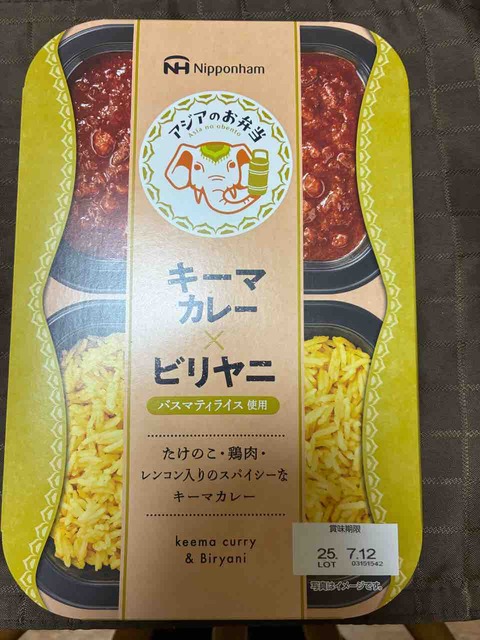 NH Nipponham
アジアのお弁当
Asia no obento
キーマ
カレー
×
ビリヤニ
バスマティライス 使用
たけのこ・鶏肉・
レンコン入りのスパイシーな
キーマカレー
keema curry
& Biryani
賞味期限
25. 7.12
LOT 03151542
写真はイメージです。